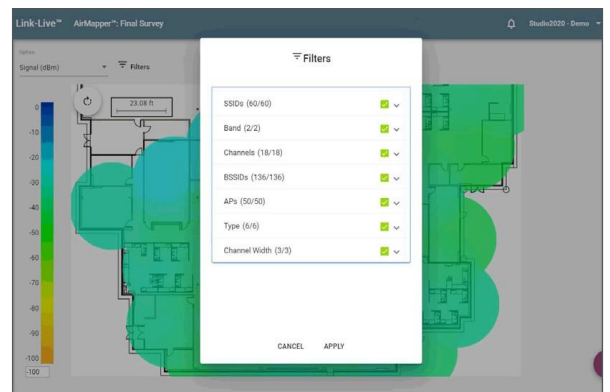 Link-Live™ AirMapper™: Final Survey Studio2020 - Demo
Option
Signal (dBm) Filters
23.08 ft
0
-10
-20
-30
-40
-50
-60
-70
-80
-90
-100
-100
Filters
SSIDs (60/60)
Band (2/2)
Channels (18/18)
BSSIDs (136/136)
APs (50/50)
Type (6/6)
Channel Width (3/3)
CANCEL APPLY